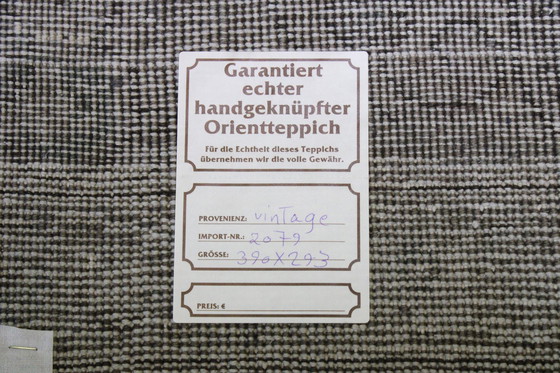 Garantiert
echter
handgeknüpfter
Orientteppich
Für die Echtheit dieses Teppichs
übernehmen wir die volle Gewähr.
PROVENIENZ: vinTage
IMPORT-NR.: 2079
GRÖSSE: 390X293
PREIS: €